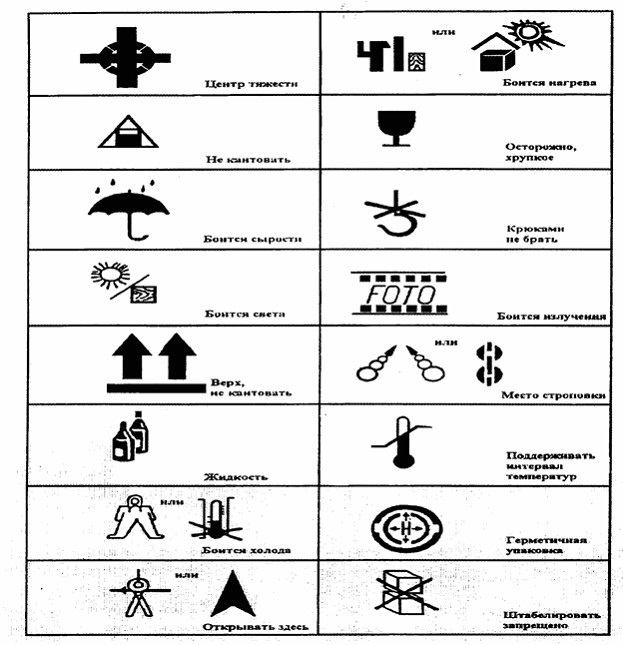 Центр тяжести
или
Боится нагрева
Не кантовать
Осторожно,
хрупкое
Боится сырости
Крюками
не брать
Боится света
FOTO
Боится излучения
Верх,
не кантовать
или
Место строповки
Жидкость
Поддерживать
интервал
температур
или
Боится холода
Н
Герметичная
упаковка
или
Открывать здесь
Штабелировать
запрещено